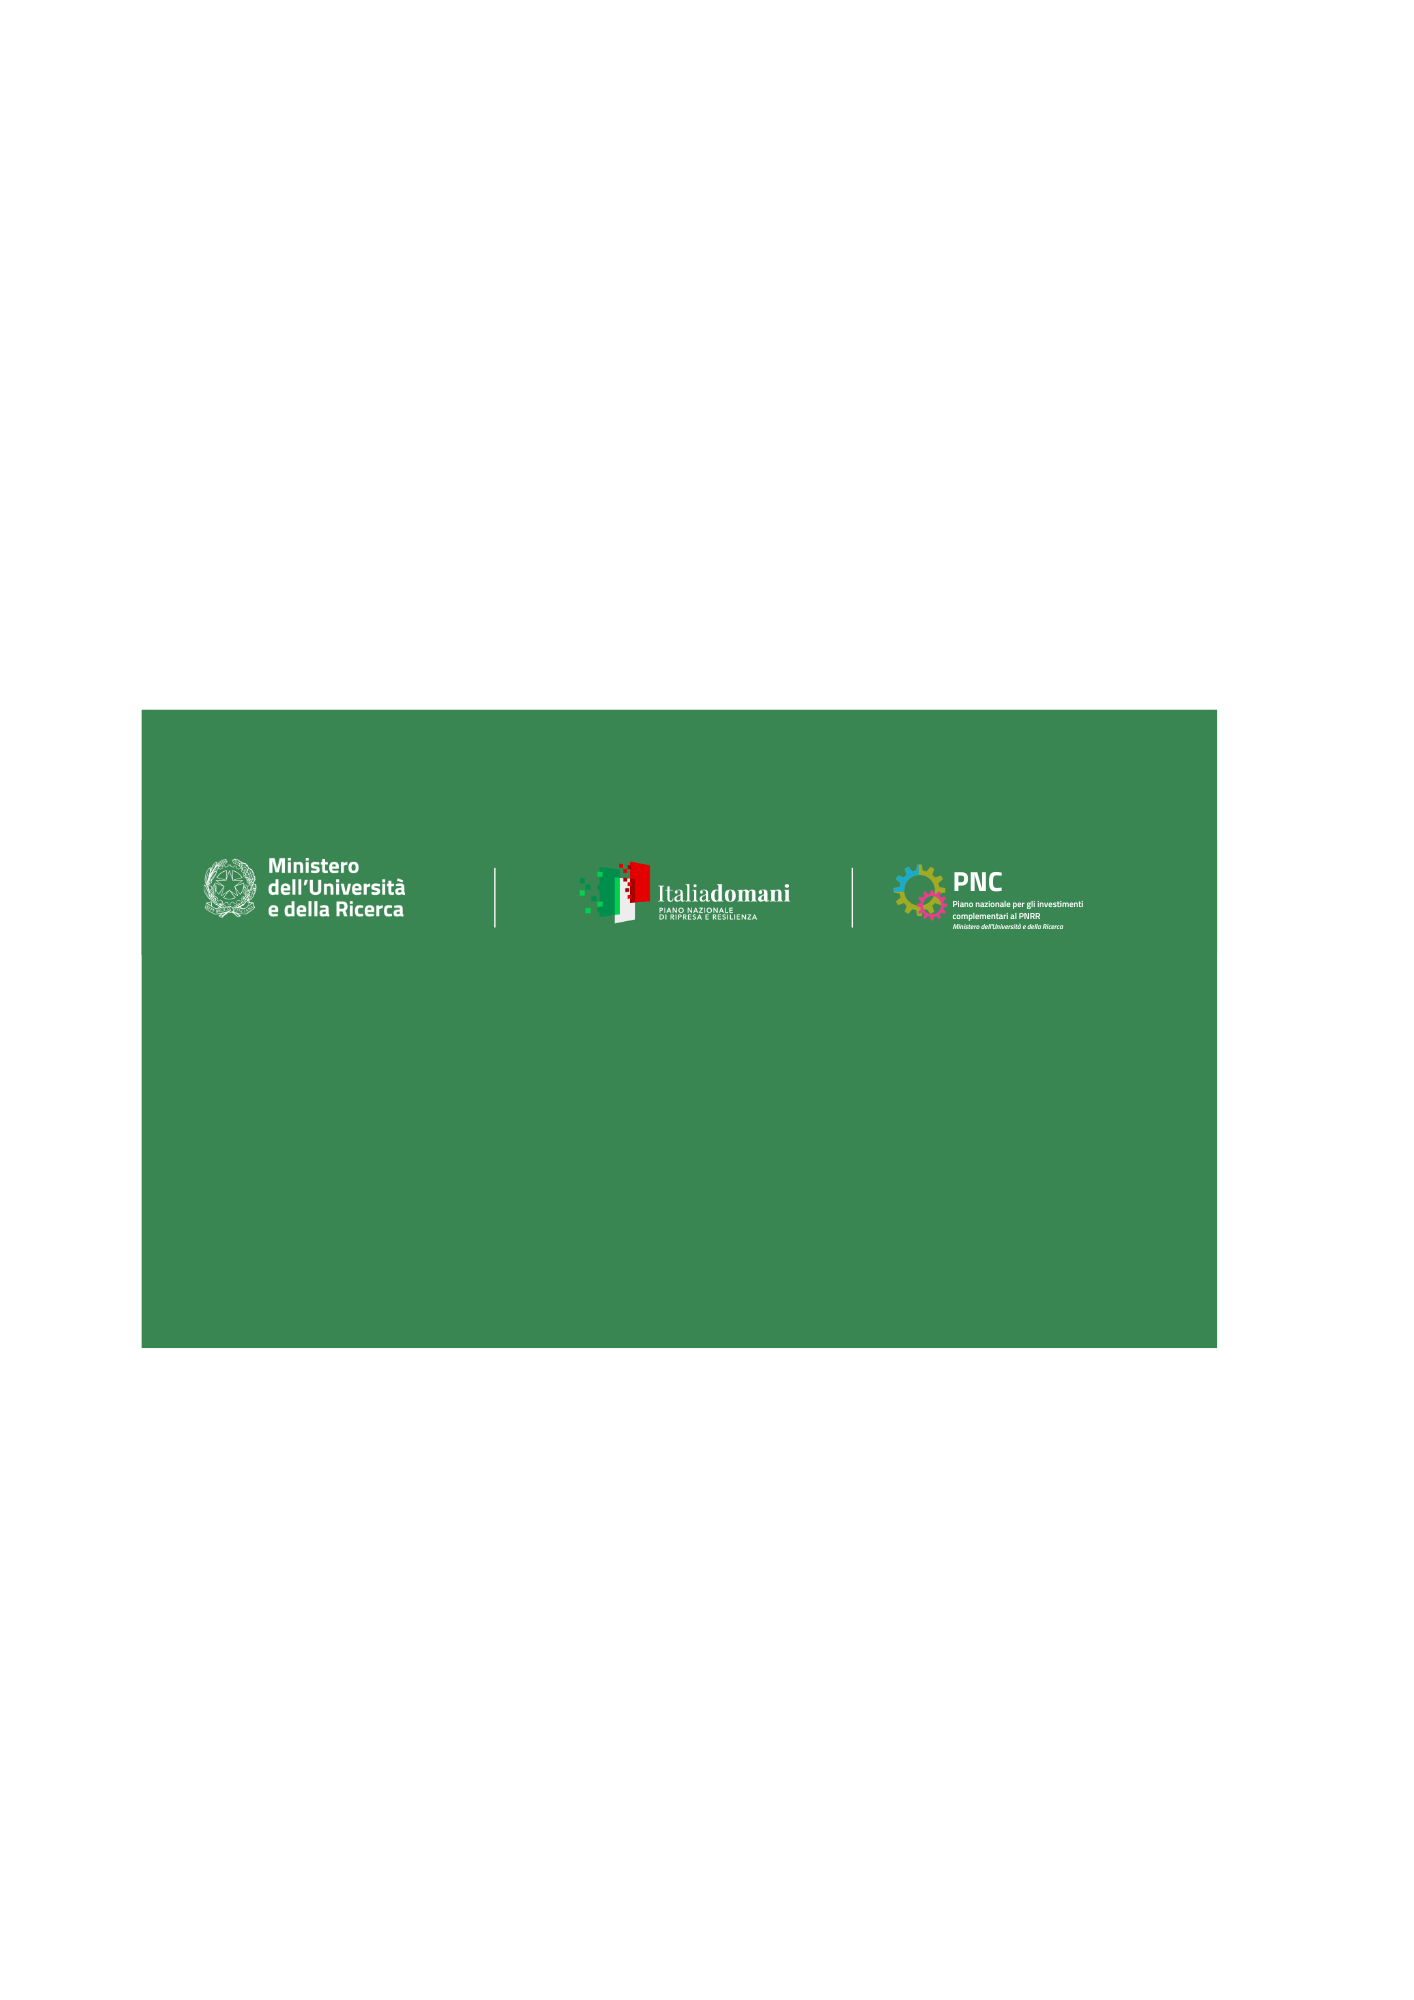 Ministero
dell'Università
e della Ricerca
Italiadomani
PIANO NAZIONALE
DI RIPRESA E RESILIENZA
PNC
Piano nazionale per gli investimenti
complementari al PNRR
Ministero dell'Università e della Ricerca